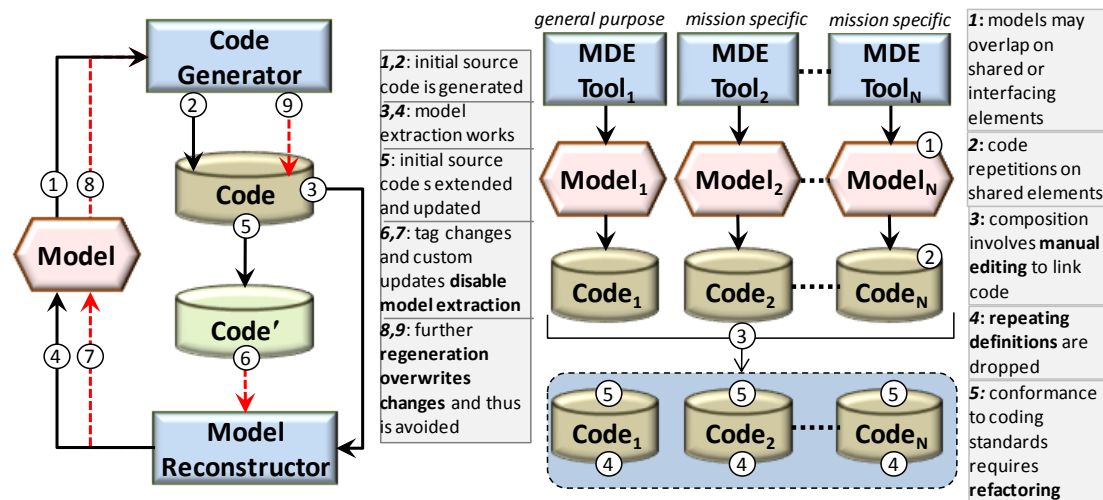 Code
Generator
2
9
Code
3
1
8
5
Model
Code′
6
4
7
Model
Reconstructor
1,2: initial source
code is generated
3,4: model
extraction works
5: initial source
code s extended
and updated
6,7: tag changes
and custom
updates disable
model extraction
8,9: further
regeneration
overwrites
changes and thus
is avoided
general purpose
mission specific
mission specific
MDE
Tool1
MDE
Tool2
MDE
ToolN
1
Model1
Model2
ModelN
2
Code1
Code2
CodeN
3
5
5
5
Code1
Code2
CodeN
4
4
4
1: models may
overlap on
shared or
interfacing
elements
2: code
repetitions on
shared elements
3: composition
involves manual
editing to link
code
4: repeating
definitions are
dropped
5: conformance
to coding
standards
requires
refactoring